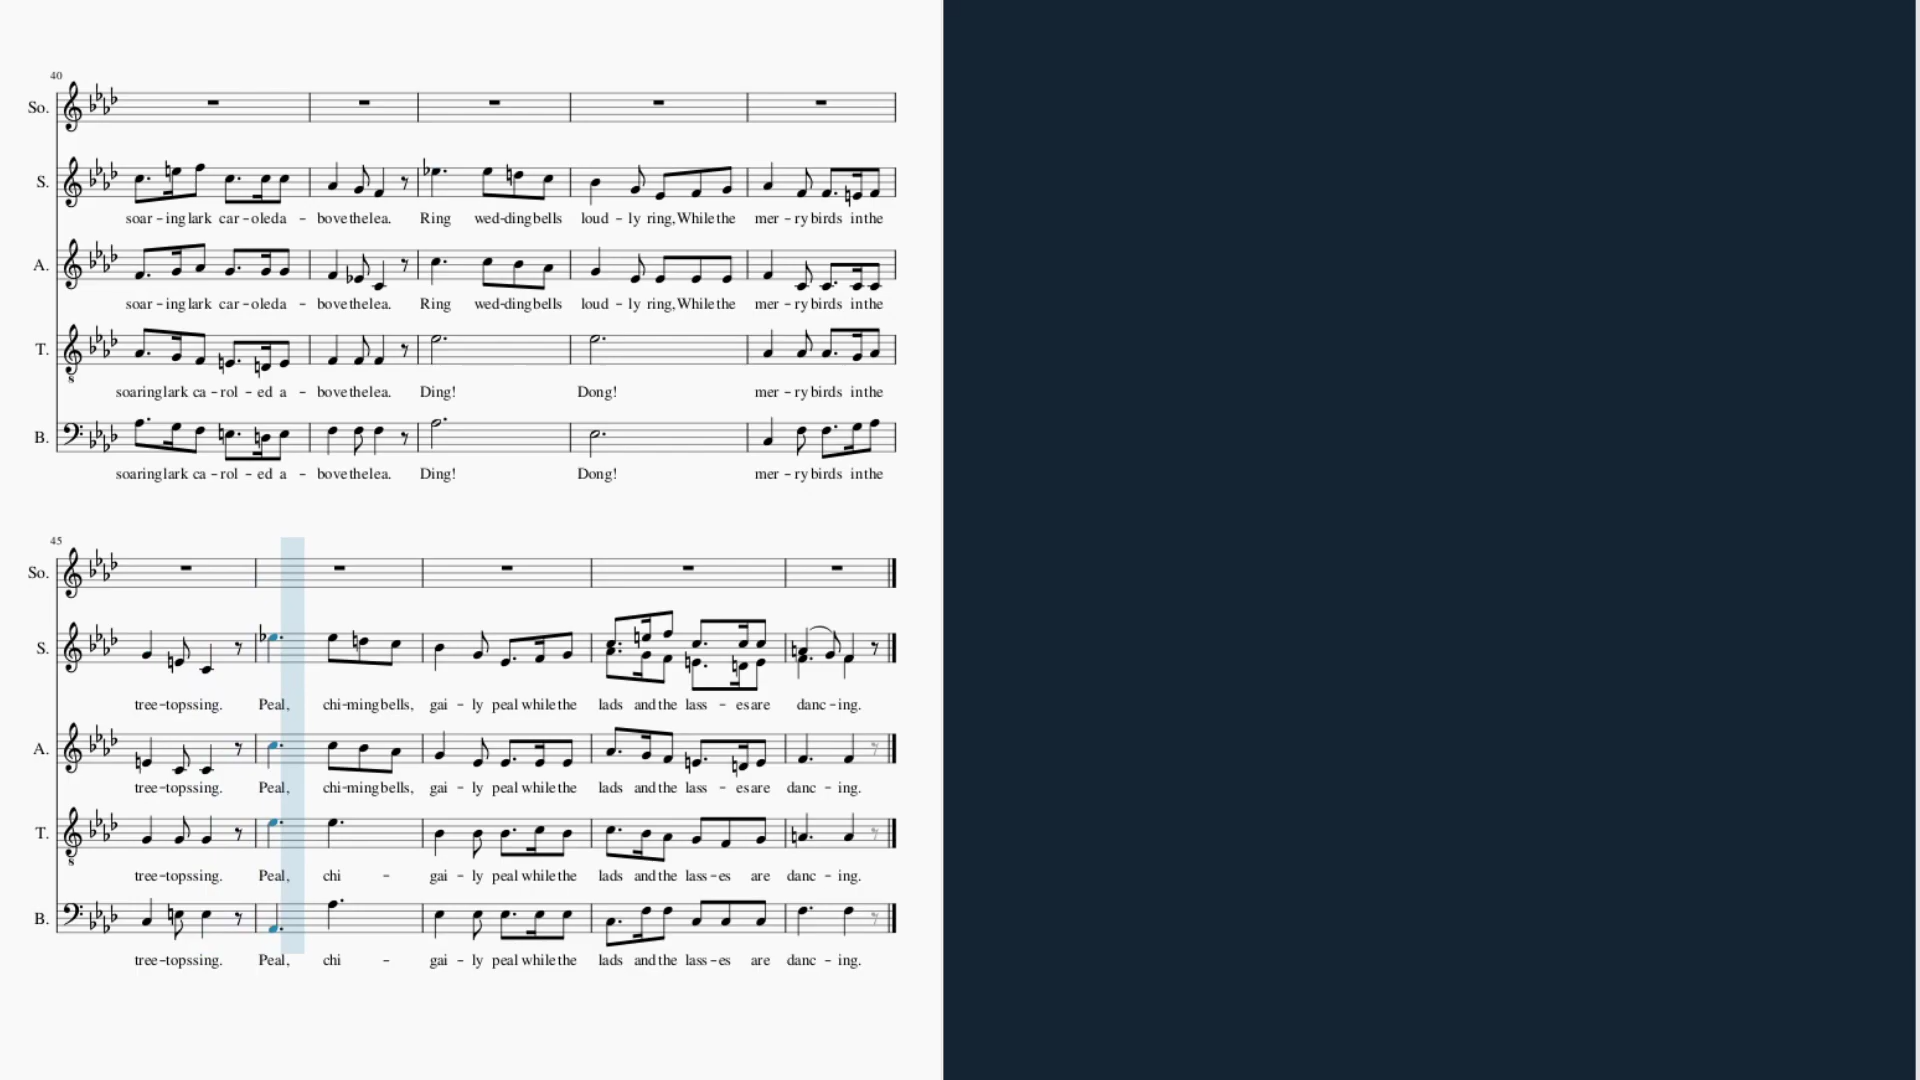 40
So.
S.
soar – ing lark car – oled a – bove the lea. Ring wed – ding bells loud – ly ring, While the mer – ry birds in the
A.
soar – ing lark car – oled a – bove the lea. Ring wed – ding bells loud – ly ring, While the mer – ry birds in the
T.
8
soaring lark ca – rol – ed a – bove the lea. Ding! Dong! mer – ry birds in the
B.
soaring lark ca – rol – ed a – bove the lea. Ding! Dong! mer – ry birds in the
45
So.
S.
tree – tops sing. Peal, chi – ming bells, gai – ly peal while the lads and the lass – es are danc – ing.
A.
tree – tops sing. Peal, chi – ming bells, gai – ly peal while the lads and the lass – es are danc – ing.
T.
8
tree – tops sing. Peal, chi – gai – ly peal while the lads and the lass – es are danc – ing.
B.
tree – tops sing. Peal, chi – gai – ly peal while the lads and the lass – es are danc – ing.